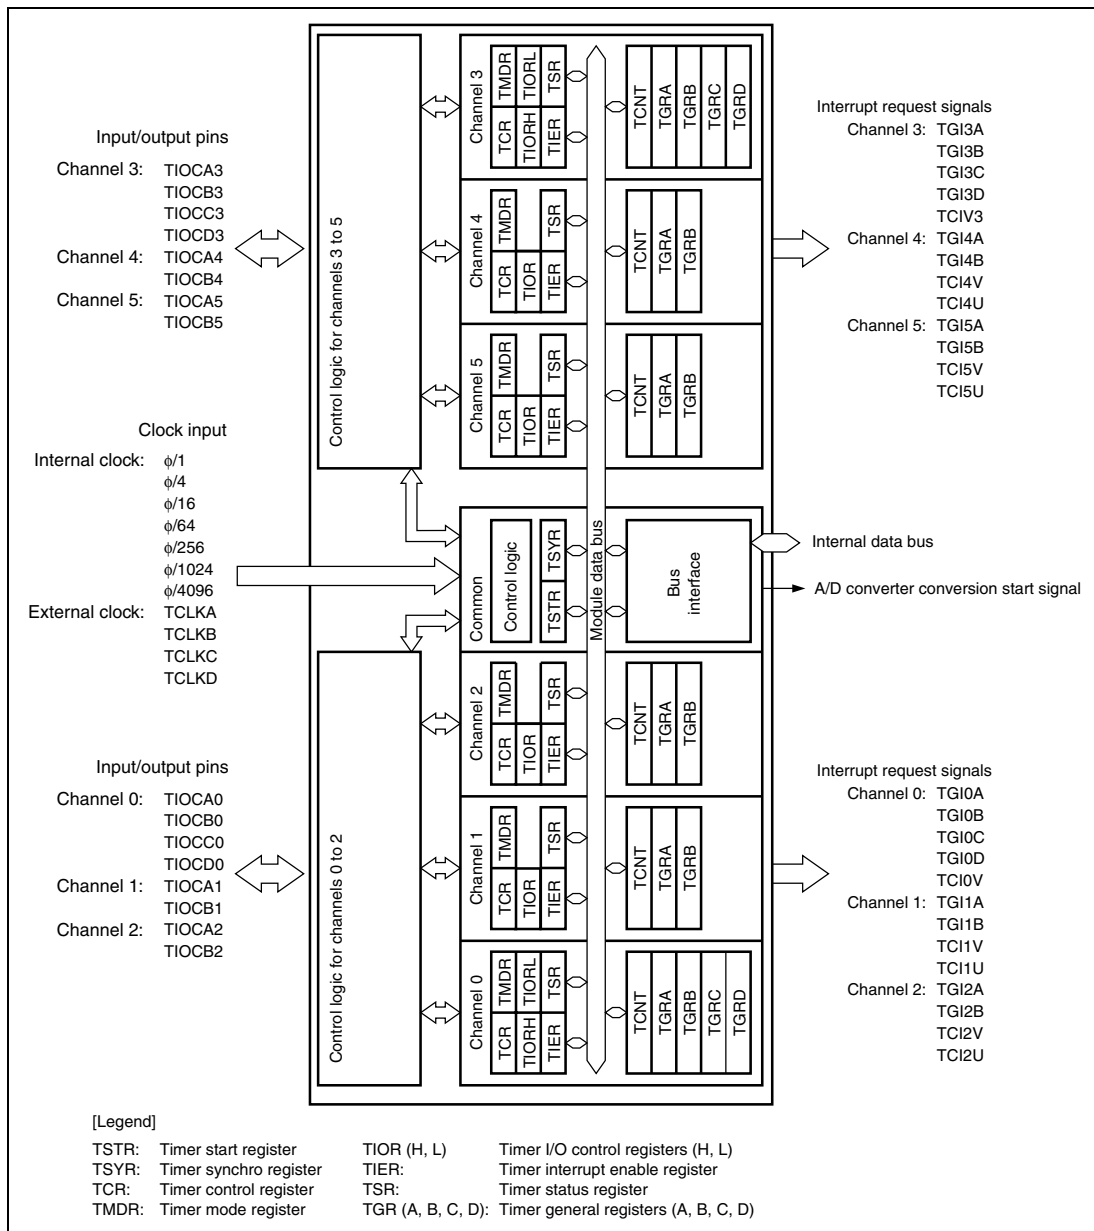 Input/output pins
Channel 3: TIOCA3
TIOCB3
TIOCC3
TIOCD3
Channel 4: TIOCA4
TIOCB4
Channel 5: TIOCA5
TIOCB5
Clock input
Internal clock: ϕ/1
ϕ/4
ϕ/16
ϕ/64
ϕ/256
ϕ/1024
ϕ/4096
External clock: TCLKA
TCLKB
TCLKC
TCLKD
Input/output pins
Channel 0: TIOCA0
TIOCB0
TIOCC0
TIOCD0
Channel 1: TIOCA1
TIOCB1
Channel 2: TIOCA2
TIOCB2
Control logic for channels 3 to 5
Control logic for channels 0 to 2
Channel 3
TMDR
TIORL
TSR
TCR
TIORH
TIER
TCNT
TGRA
TGRB
TGRC
TGRD
Channel 4
TMDR
TSR
TCR
TIOR
TIER
TCNT
TGRA
TGRB
Channel 5
TMDR
TSR
TCR
TIOR
TIER
TCNT
TGRA
TGRB
Common
Control logic
TSYR
TSTR
Module data bus
Bus
interface
Channel 2
TMDR
TSR
TCR
TIOR
TIER
TCNT
TGRA
TGRB
Channel 1
TMDR
TSR
TCR
TIOR
TIER
TCNT
TGRA
TGRB
Channel 0
TMDR
TIORL
TSR
TCR
TIORH
TIER
TCNT
TGRA
TGRB
TGRC
TGRD
Interrupt request signals
Channel 3: TGI3A
TGI3B
TGI3C
TGI3D
TCIV3
Channel 4: TGI4A
TGI4B
TCI4V
TCI4U
Channel 5: TGI5A
TGI5B
TCI5V
TCI5U
Internal data bus
A/D converter conversion start signal
Interrupt request signals
Channel 0: TGI0A
TGI0B
TGI0C
TGI0D
TCI0V
Channel 1: TGI1A
TGI1B
TCI1V
TCI1U
Channel 2: TGI2A
TGI2B
TCI2V
TCI2U
[Legend]
TSTR: Timer start register TIOR (H, L) Timer I/O control registers (H, L)
TSYR: Timer synchro register TIER: Timer interrupt enable register
TCR: Timer control register TSR: Timer status register
TMDR: Timer mode register TGR (A, B, C, D): Timer general registers (A, B, C, D)